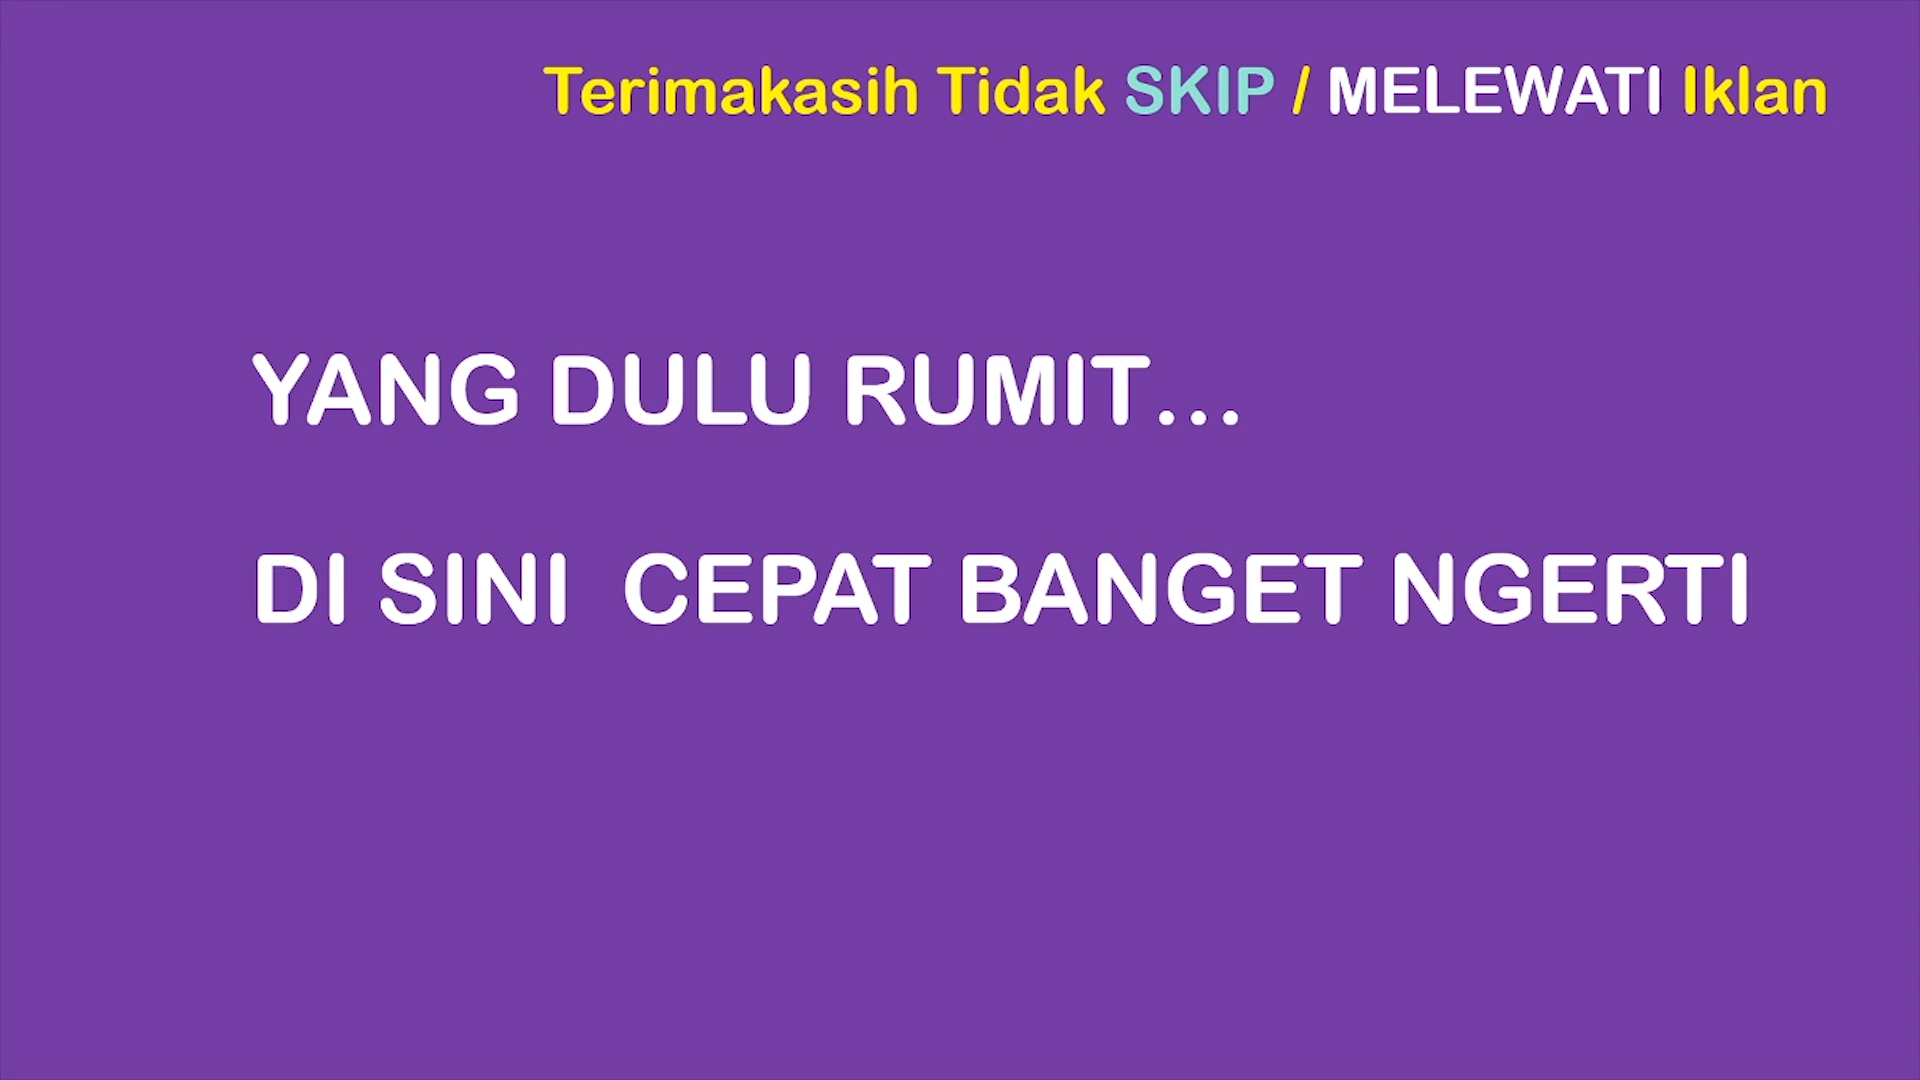 Terimakasih Tidak SKIP / MELEWATI Iklan
YANG DULU RUMIT...
DI SINI  CEPAT BANGET NGERTI